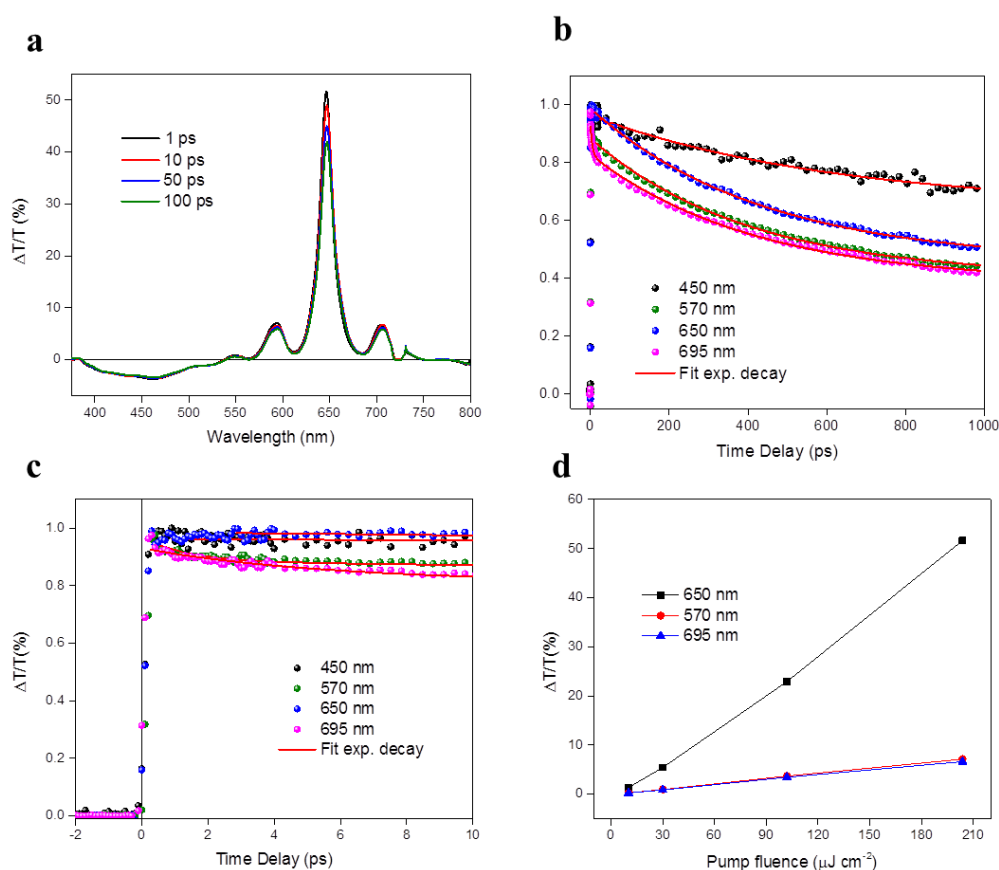 a
50
40
30
20
10
0
ΔT/T (%)
1 ps
10 ps
50 ps
100 ps
400 450 500 550 600 650 700 750 800
Wavelength (nm)
b
1.0
0.8
0.6
0.4
0.2
0.0
ΔT/T (%)
450 nm
570 nm
650 nm
695 nm
Fit exp. decay
0 200 400 600 800 1000
Time Delay (ps)
c
1.0
0.8
0.6
0.4
0.2
0.0
ΔT/T(%)
450 nm
570 nm
650 nm
695 nm
Fit exp. decay
-2 0 2 4 6 8 10
Time Delay (ps)
d
60
50
40
30
20
10
0
ΔT/T(%)
650 nm
570 nm
695 nm
0 30 60 90 120 150 180 210
Pump fluence (μJ cm⁻²)